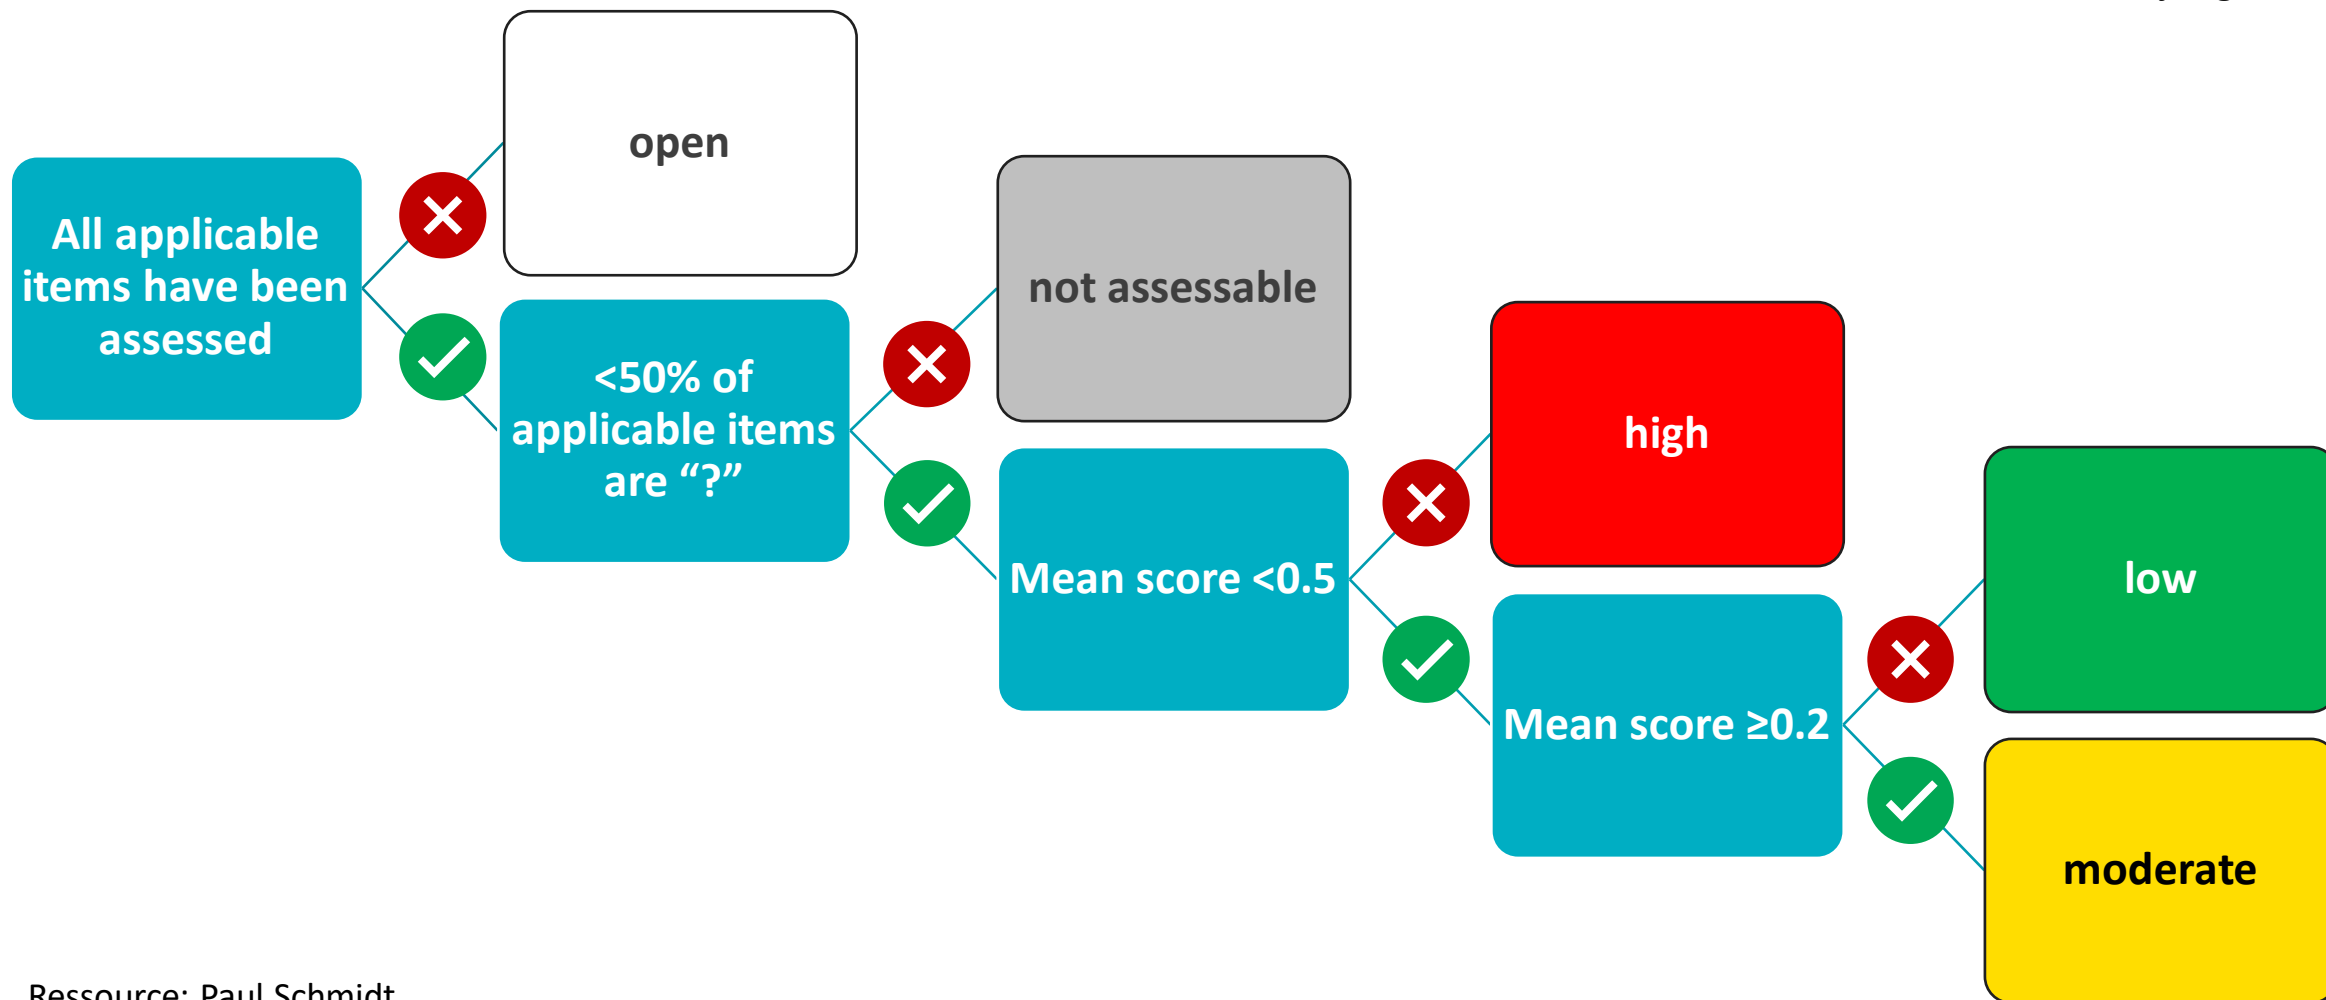 open
All applicable
items have been
assessed
not assessable
<50% of
applicable items
are “?”
high
Mean score <0.5
low
Mean score ≥0.2
moderate
Ressource: Paul Schmidt